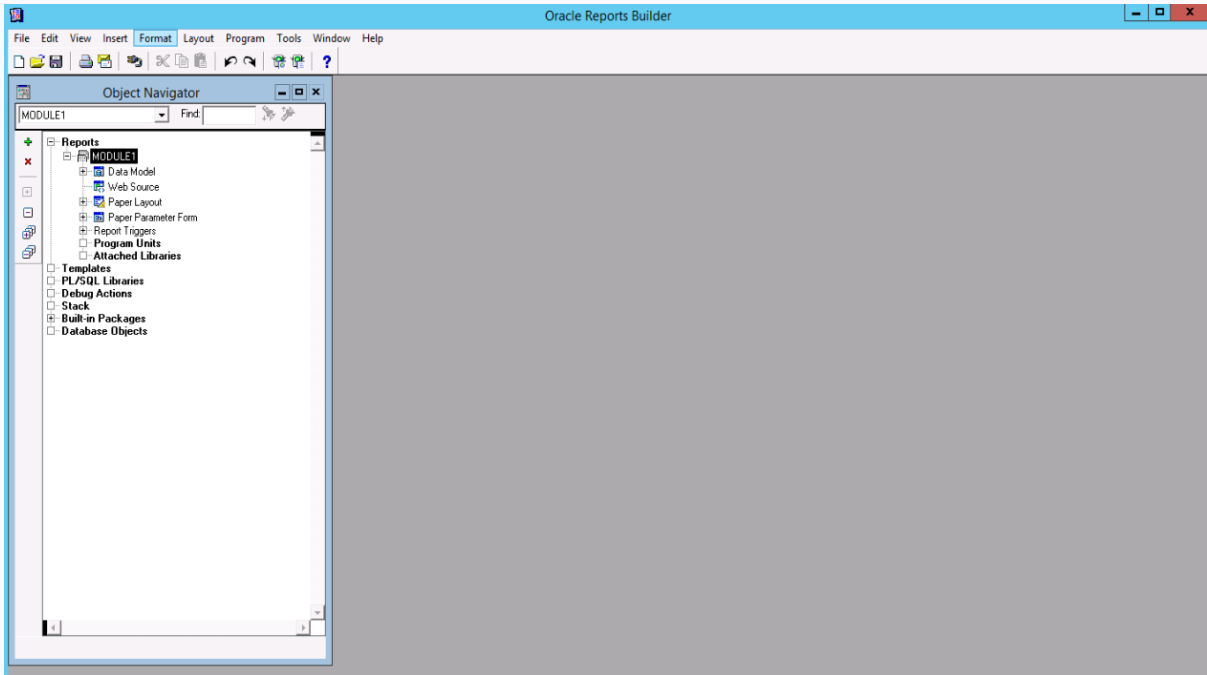 Oracle Reports Builder
File Edit View Insert Format Layout Program Tools Window Help
Object Navigator
MODULE1 Find:
Reports
MODULE1
Data Model
Web Source
Paper Layout
Paper Parameter Form
Report Triggers
Program Units
Attached Libraries
Templates
PL/SQL Libraries
Debug Actions
Stack
Built-in Packages
Database Objects